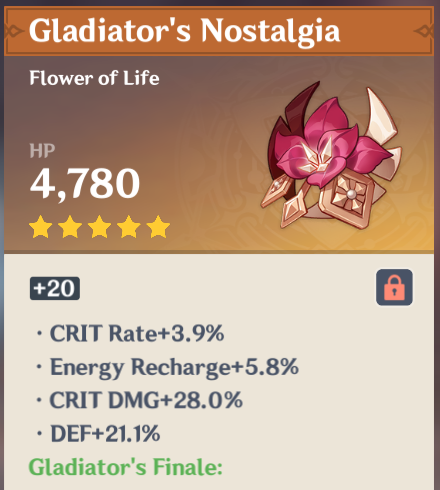 Gladiator's Nostalgia
Flower of Life
HP
4,780
+20
· CRIT Rate+3.9%
· Energy Recharge+5.8%
· CRIT DMG+28.0%
· DEF+21.1%
Gladiator's Finale: